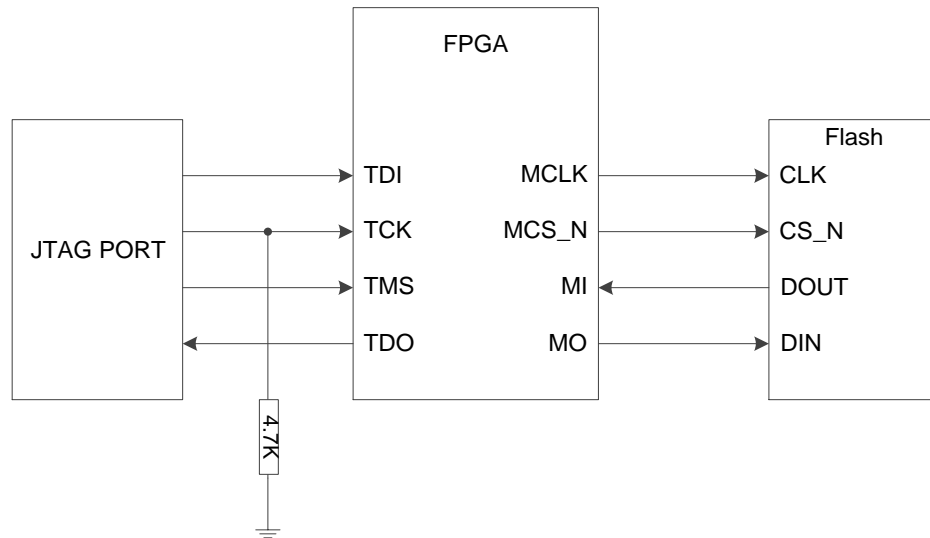 FPGA
Flash
JTAG PORT
TDI
TCK
TMS
TDO
MCLK
MCS_N
MI
MO
CLK
CS_N
DOUT
DIN
4.7K